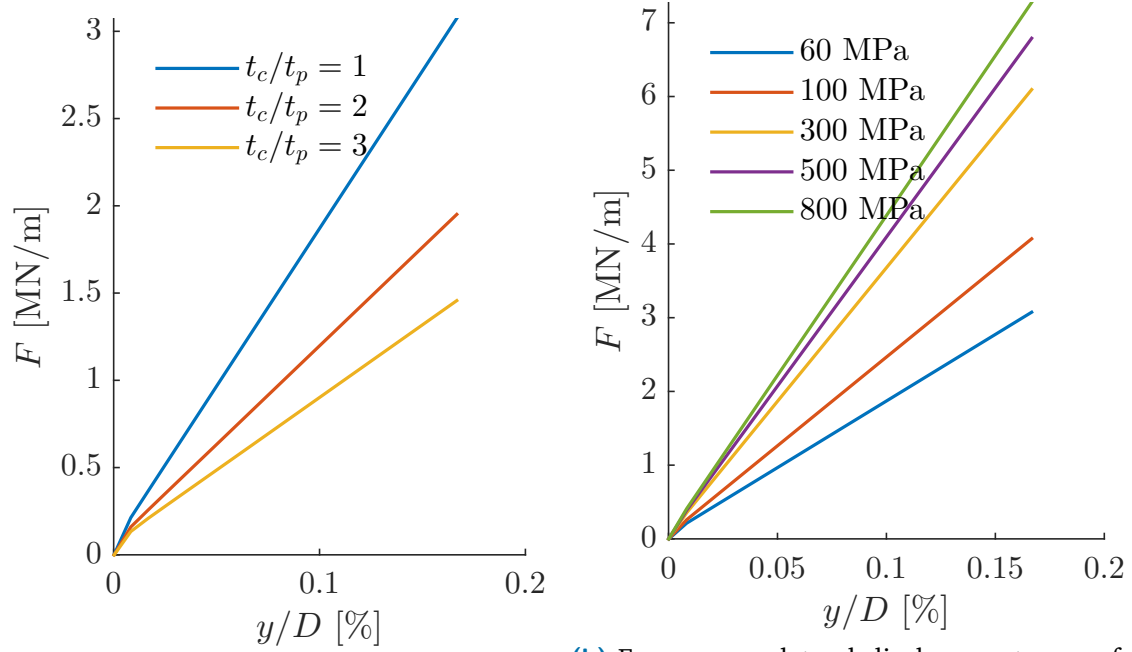 3
2.5
2
1.5
1
0.5
0
0
0.1
0.2
F [MN/m]
y/D [%]
t_c/t_p = 1
t_c/t_p = 2
t_c/t_p = 3
7
6
5
4
3
2
1
0
0
0.05
0.1
0.15
0.2
F [MN/m]
y/D [%]
60 MPa
100 MPa
300 MPa
500 MPa
800 MPa